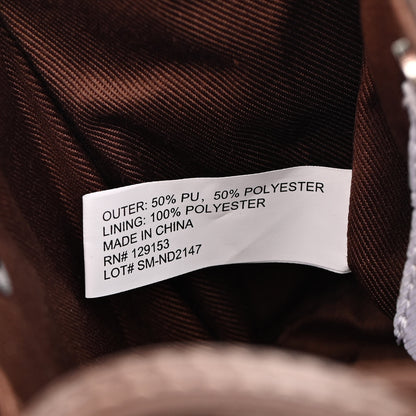 OUTER: 50% PU, 50% POLYESTER
LINING: 100% POLYESTER
MADE IN CHINA
RN# 129153
LOT# SM-ND2147